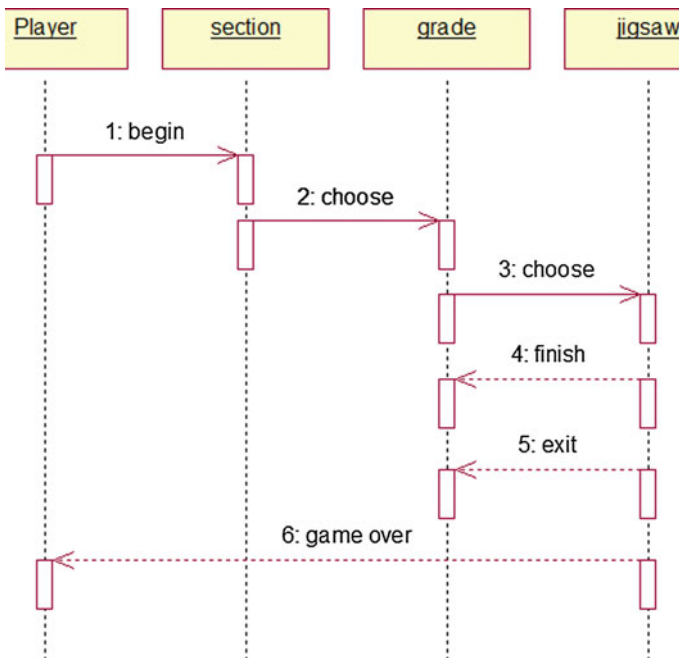 Player
section
grade
jigsaw
1: begin
2: choose
3: choose
4: finish
5: exit
6: game over